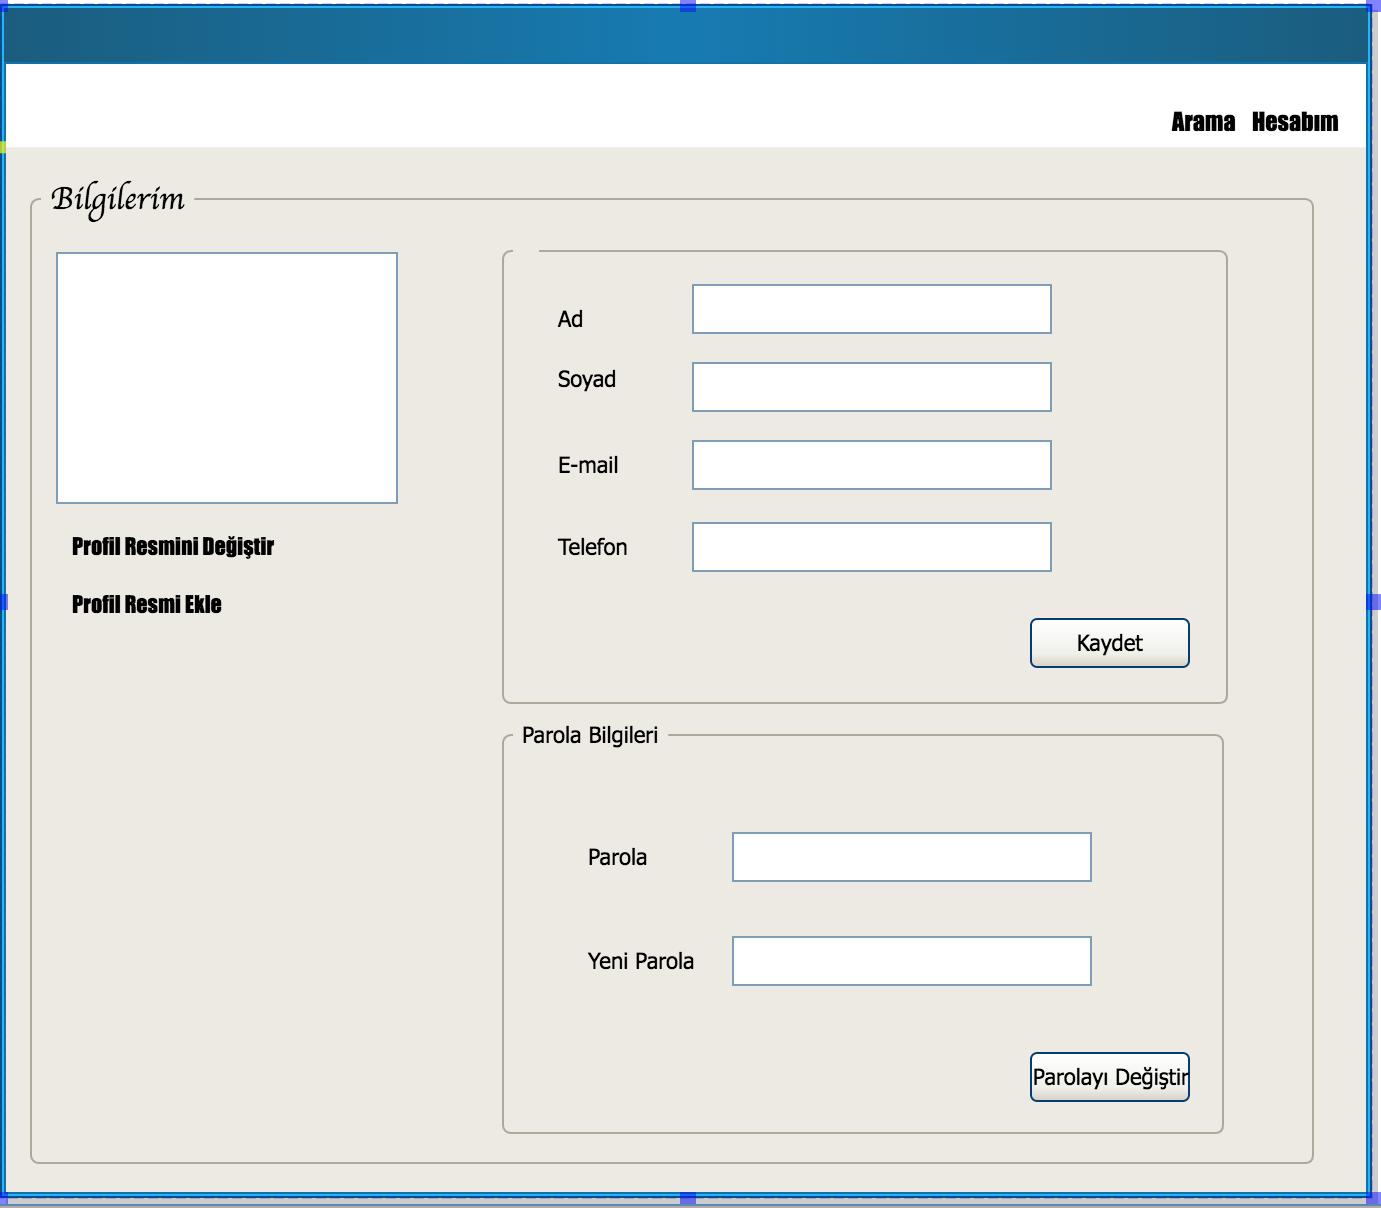 Arama Hesabım
Bilgilerim
Ad
Soyad
E-mail
Telefon
Profil Resmini Değiştir
Profil Resmi Ekle
Kaydet
Parola Bilgileri
Parola
Yeni Parola
Parolayı Değiştir